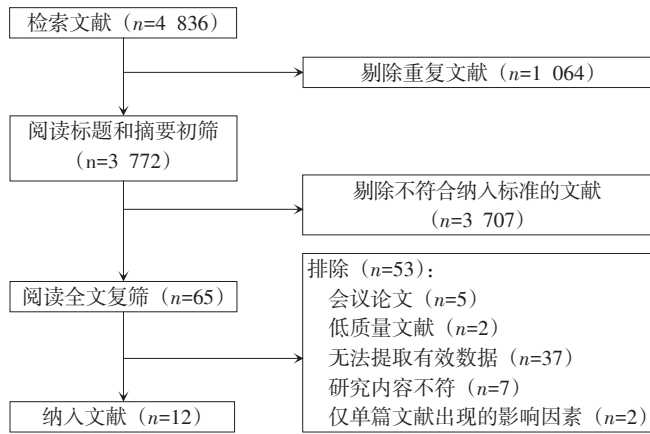 检索文献（n=4 836）
剔除重复文献（n=1 064）
阅读标题和摘要初筛
（n=3 772）
剔除不符合纳入标准的文献
（n=3 707）
阅读全文复筛（n=65）
排除（n=53）：
会议论文（n=5）
低质量文献（n=2）
无法提取有效数据（n=37）
研究内容不符（n=7）
仅单篇文献出现的影响因素（n=2）
纳入文献（n=12）